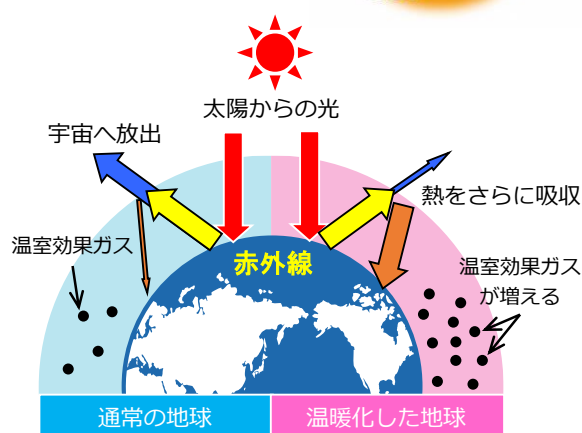 太陽からの光
宇宙へ放出
熱をさらに吸収
温室効果ガス
赤外線
温室効果ガス
が増える
通常の地球
温暖化した地球